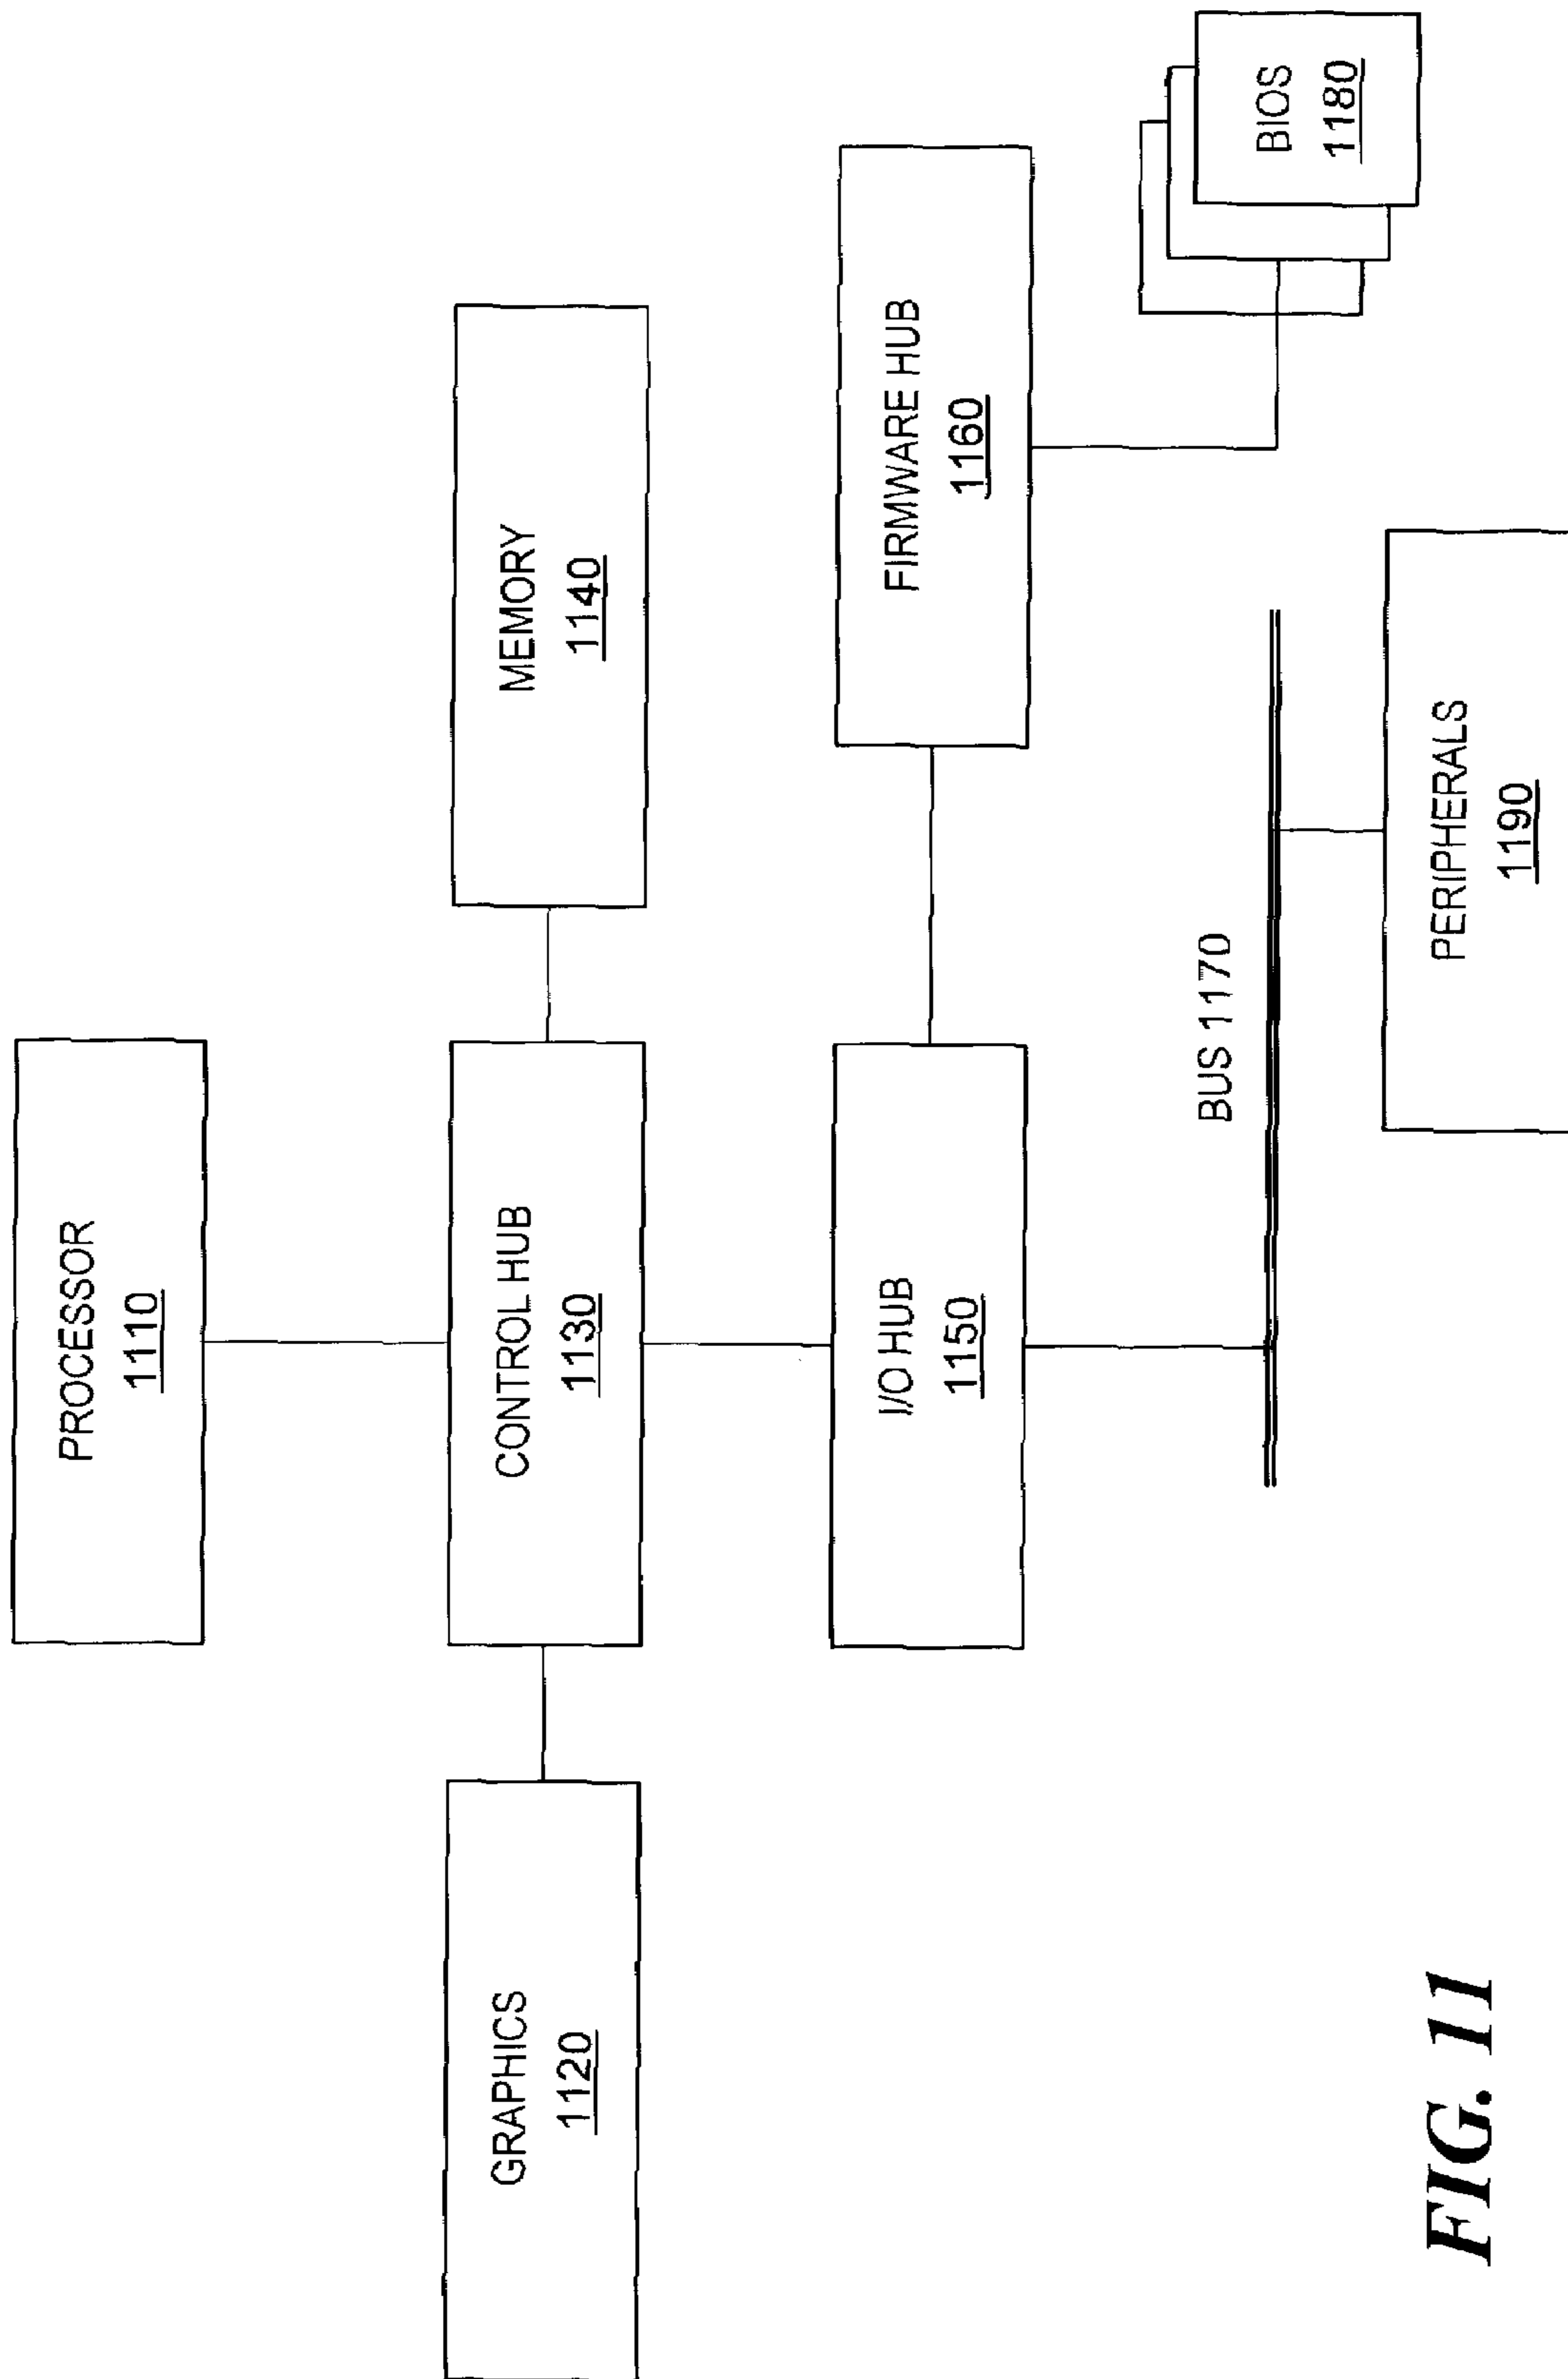 PROCESSOR
1110
GRAPHICS
1120
CONTROL HUB
1130
MEMORY
1140
I/O HUB
1150
FIRMWARE HUB
1160
BUS 1170
BIOS
1180
PERIPHERALS
1190
FIG. 11